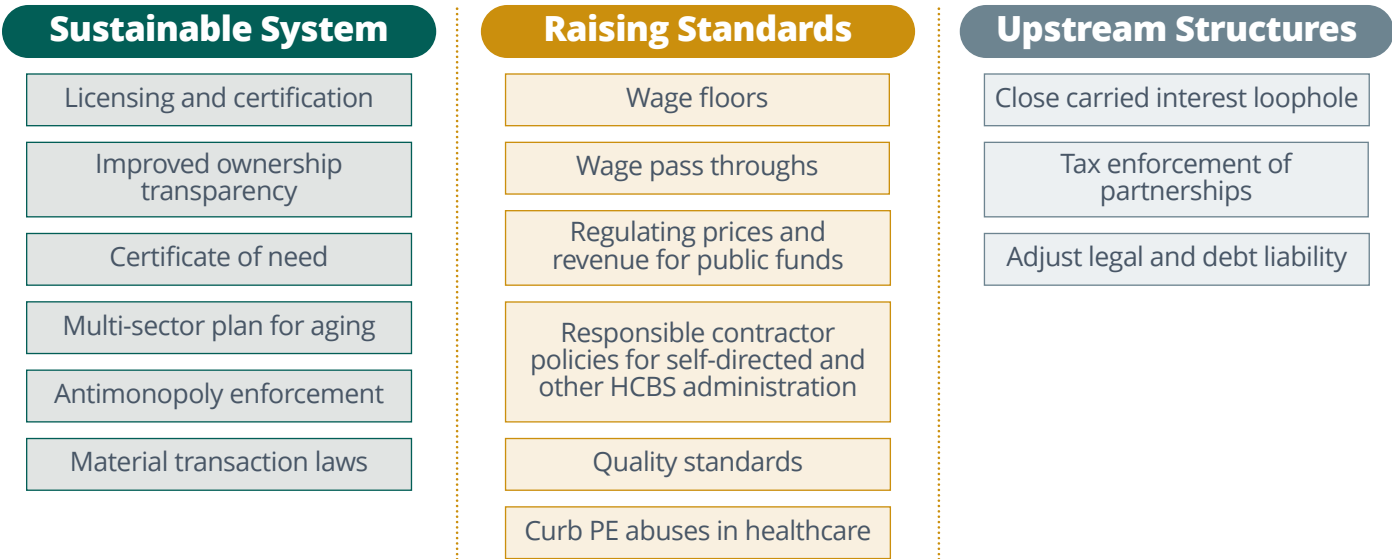 Sustainable System
Licensing and certification
Improved ownership
transparency
Certificate of need
Multi-sector plan for aging
Antimonopoly enforcement
Material transaction laws
Raising Standards
Wage floors
Wage pass throughs
Regulating prices and
revenue for public funds
Responsible contractor
policies for self-directed and
other HCBS administration
Quality standards
Curb PE abuses in healthcare
Upstream Structures
Close carried interest loophole
Tax enforcement of
partnerships
Adjust legal and debt liability